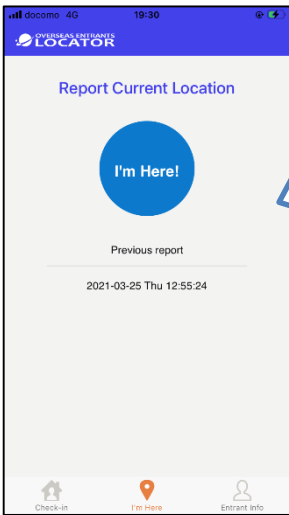 docomo 4G 19:30
OVERSEAS ENTRANTS
LOCATOR
Report Current Location
I'm Here!
Previous report
2021-03-25 Thu 12:55:24
Check-in I'm Here Entrant Info